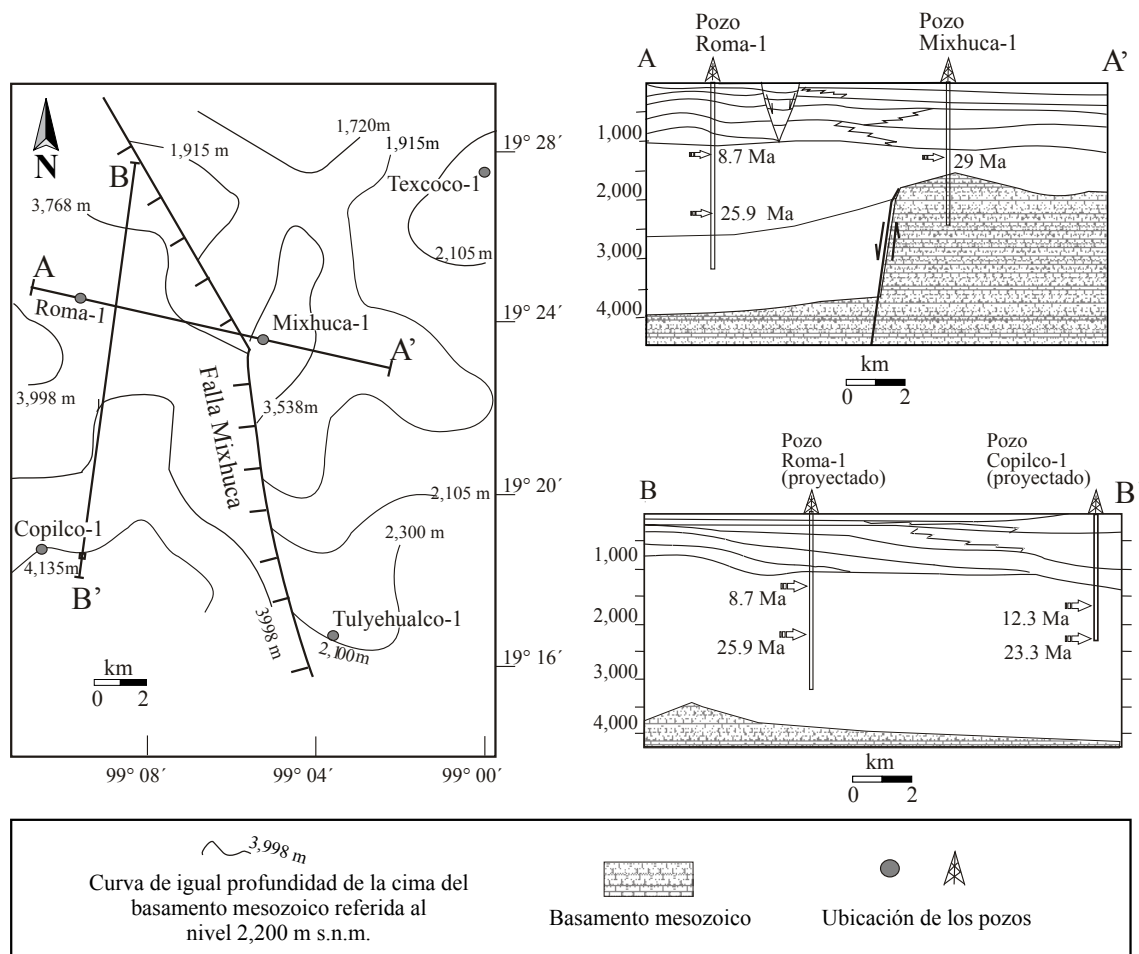 N
1,720m
1,915m
1,915 m
19° 28´
B
Texcoco-1
3,768 m
2,105m
A
Roma-1
19° 24´
Mixhuca-1
A’
Falla Mixhuca
3,998 m
3,538m
2,105 m
19° 20´
Copilco-1
2,300 m
4,135m
B’
3998 m
Tulyehualco-1
2,100m
19° 16´
km
0 2
99° 08´
99° 04´
99° 00´
Pozo
Roma-1
Pozo
Mixhuca-1
A
A’
1,000
8.7 Ma
29 Ma
2,000
25.9 Ma
3,000
4,000
km
0 2
Pozo
Roma-1
(proyectado)
Pozo
Copilco-1
(proyectado)
B
B’
1,000
8.7 Ma
2,000
12.3 Ma
25.9 Ma
23.3 Ma
3,000
4,000
km
0 2
3,998 m
Curva de igual profundidad de la cima del
basamento mesozoico referida al
nivel 2,200 m s.n.m.
Basamento mesozoico
Ubicación de los pozos